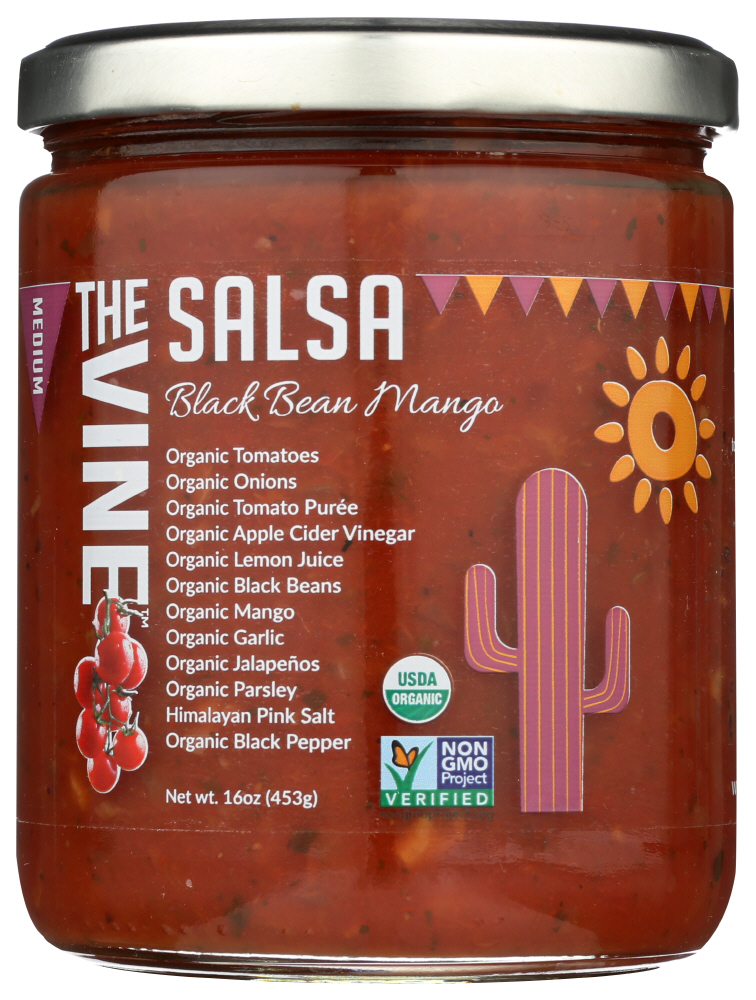 MEDIUM
THE VINE™
SALSA
Black Bean Mango
Organic Tomatoes
Organic Onions
Organic Tomato Purée
Organic Apple Cider Vinegar
Organic Lemon Juice
Organic Black Beans
Organic Mango
Organic Garlic
Organic Jalapeños
Organic Parsley
Himalayan Pink Salt
Organic Black Pepper
Net wt. 16oz (453g)
USDA
ORGANIC
NON
GMO
Project
VERIFIED